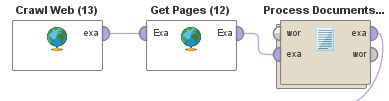 Crawl Web (13)
Get Pages (12)
Process Documents...
exa
Exa
exa
wor
exa
exa
wor